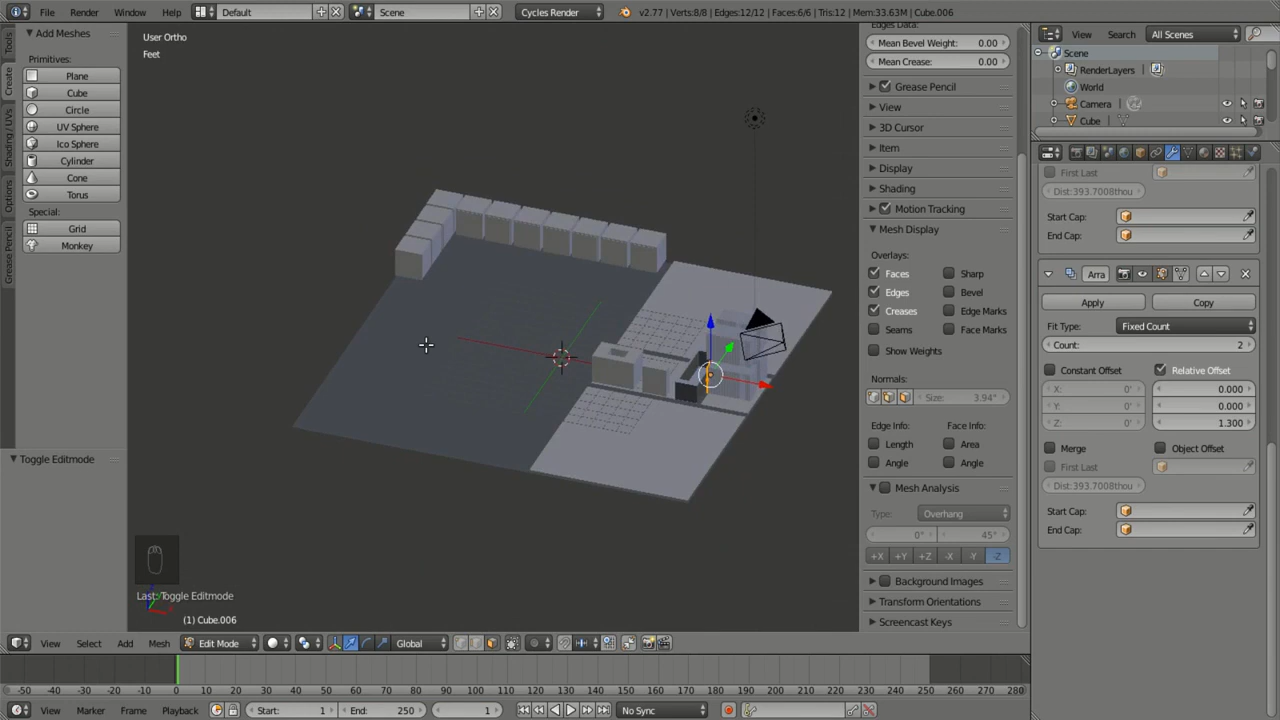 File Render Window Help Default Scene Cycles Render v2.77 | Verts:8/8 | Edges:12/12 | Faces:6/6 | Tris:12 | Mem:33.63M | Cube.006
Tools
Create
Shading / UVs
Options
Grease Pencil
Add Meshes
Primitives:
Plane
Cube
Circle
UV Sphere
Ico Sphere
Cylinder
Cone
Torus
Special:
Grid
Monkey
Toggle Editmode
User Ortho
Feet
Last: Toggle Editmode
(1) Cube.006
Edges Data:
Mean Bevel Weight: 0.00
Mean Crease: 0.00
Grease Pencil
View
3D Cursor
Item
Display
Shading
Motion Tracking
Mesh Display
Overlays:
Faces Sharp
Edges Bevel
Creases Edge Marks
Seams Face Marks
Show Weights
Normals:
Size: 3.94"
Edge Info: Face Info:
Length Area
Angle Angle
Mesh Analysis
Type: Overhang
0° 45°
+X +Y +Z -X -Y -Z
Background Images
Transform Orientations
Screencast Keys
View Search All Scenes
Scene
RenderLayers
World
Camera
Cube
First Last
Dist:393.7008thou
Start Cap:
End Cap:
Arra
Apply Copy
Fit Type: Fixed Count
Count: 2
Constant Offset Relative Offset
X: 0' 0.000
Y: 0' 0.000
Z: 0' 1.300
Merge Object Offset
First Last
Dist:393.7008thou
Start Cap:
End Cap:
View Select Add Mesh Edit Mode Global
-50 -40 -30 -20 -10 0 10 20 30 40 50 60 70 80 90 100 110 120 130 140 150 160 170 180 190 200 210 220 230 240 250 260 270 280
View Marker Frame Playback Start: 1 End: 250 1 No Sync